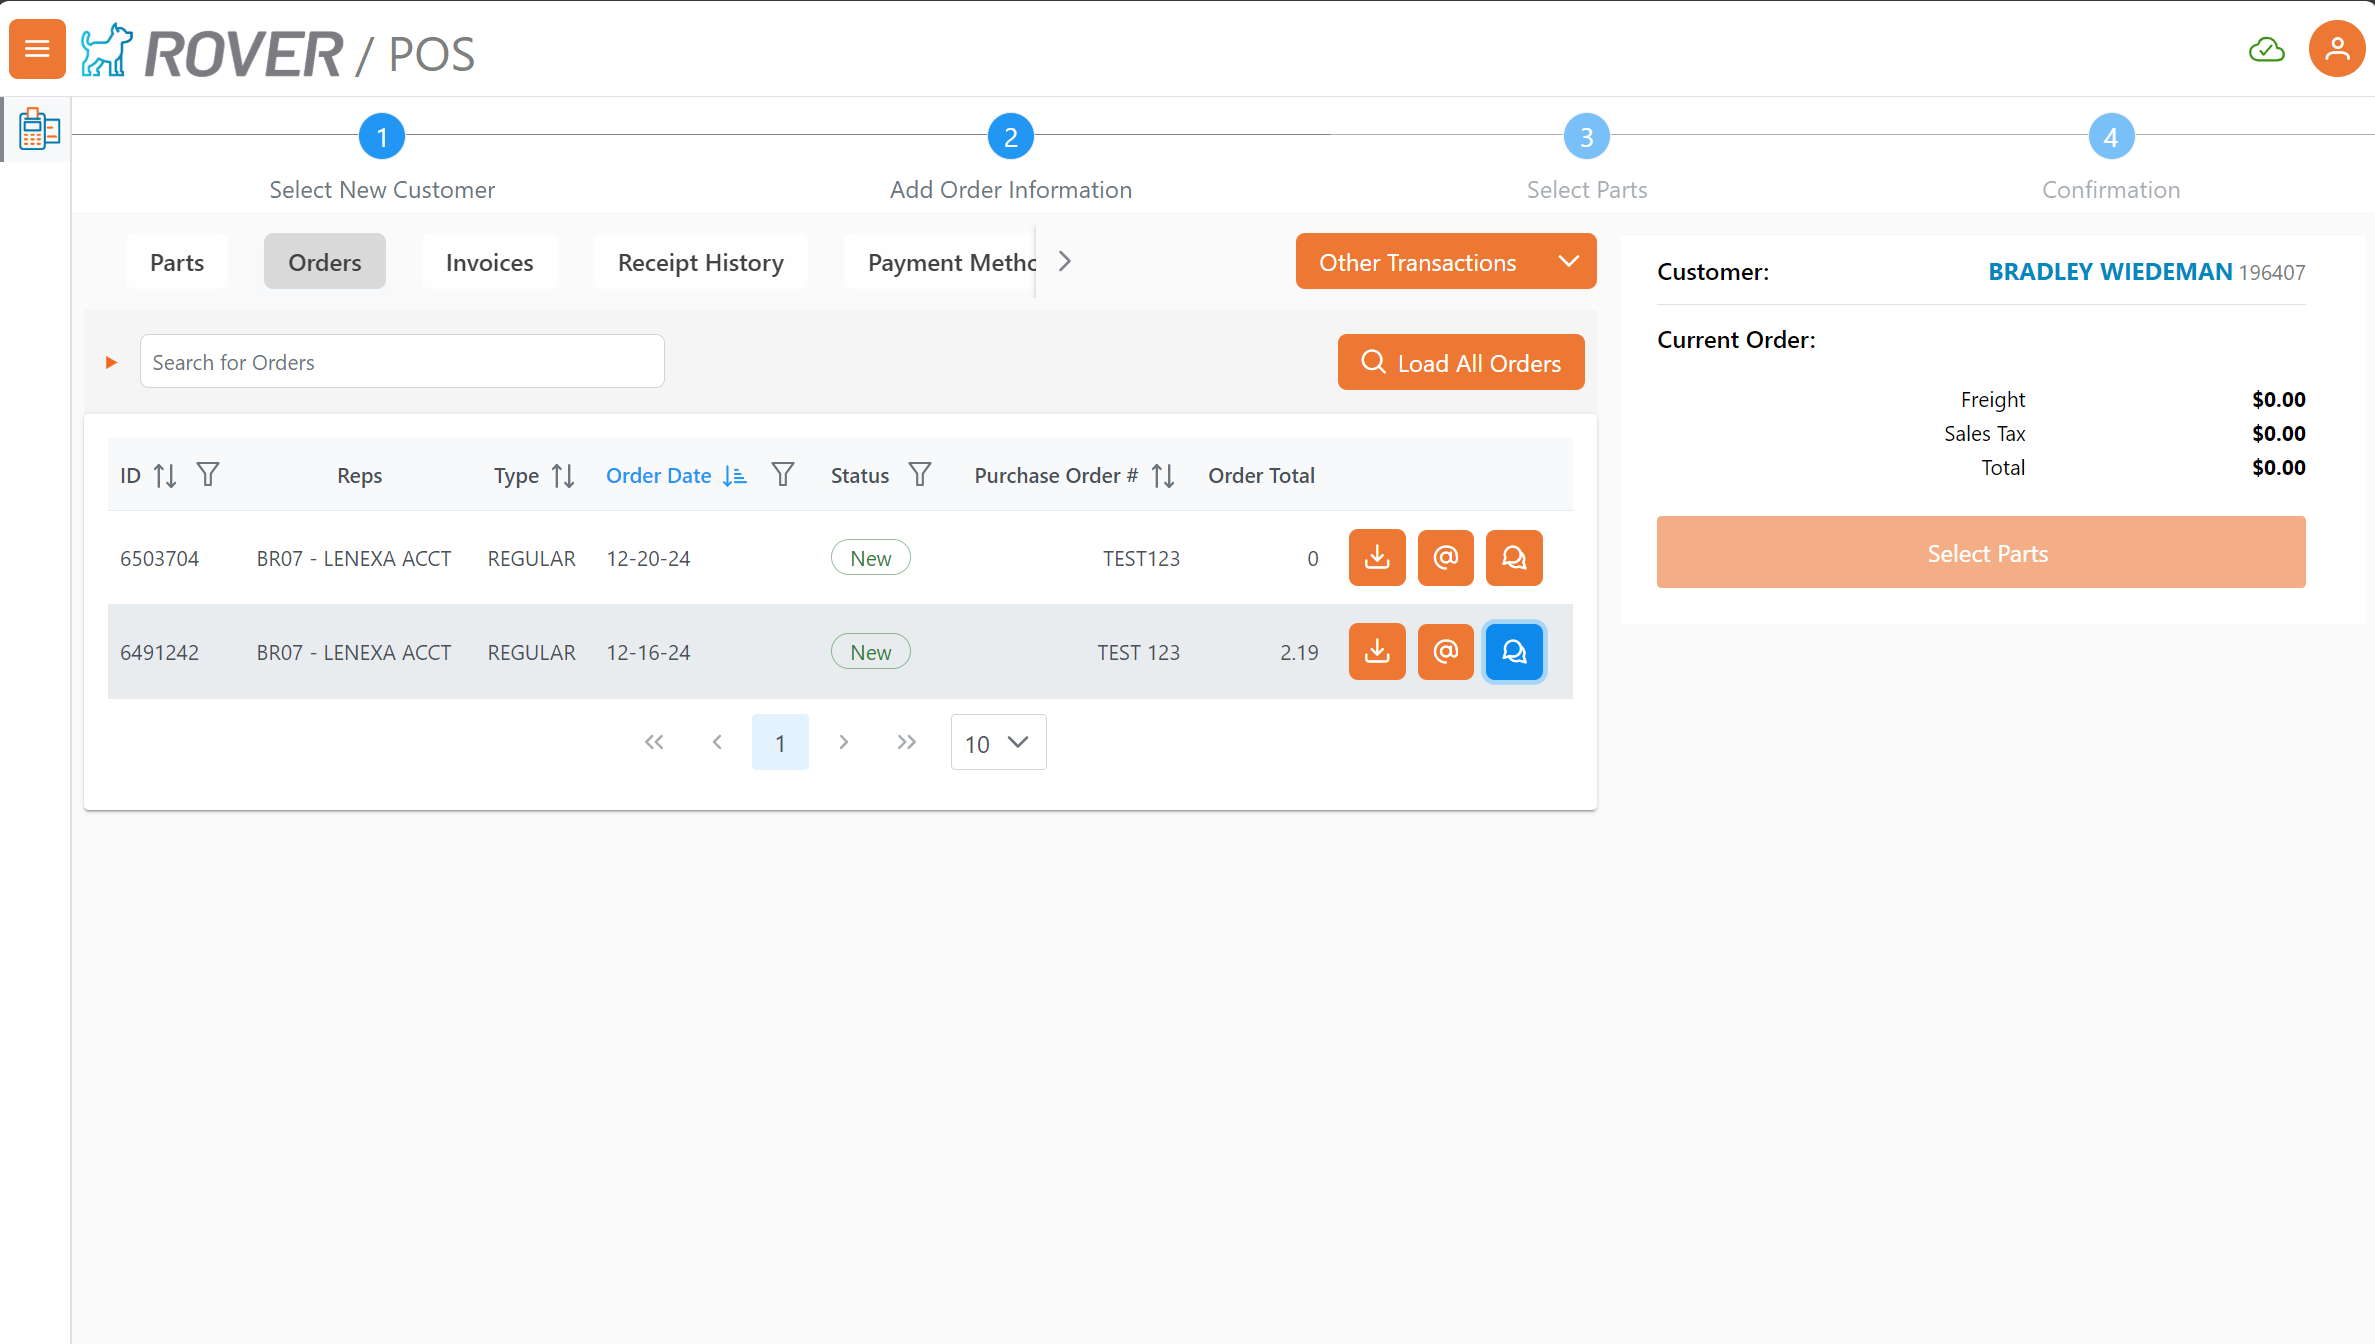 ROVER / POS
1
2
3
4
Select New Customer
Add Order Information
Select Parts
Confirmation
Parts
Orders
Invoices
Receipt History
Payment Metho
Other Transactions
Search for Orders
Load All Orders
ID
Reps
Type
Order Date
Status
Purchase Order #
Order Total
6503704 BR07 - LENEXA ACCT REGULAR 12-20-24 New TEST123 0
6491242 BR07 - LENEXA ACCT REGULAR 12-16-24 New TEST 123 2.19
1
10
Customer: BRADLEY WIEDEMAN 196407
Current Order:
Freight $0.00
Sales Tax $0.00
Total $0.00
Select Parts